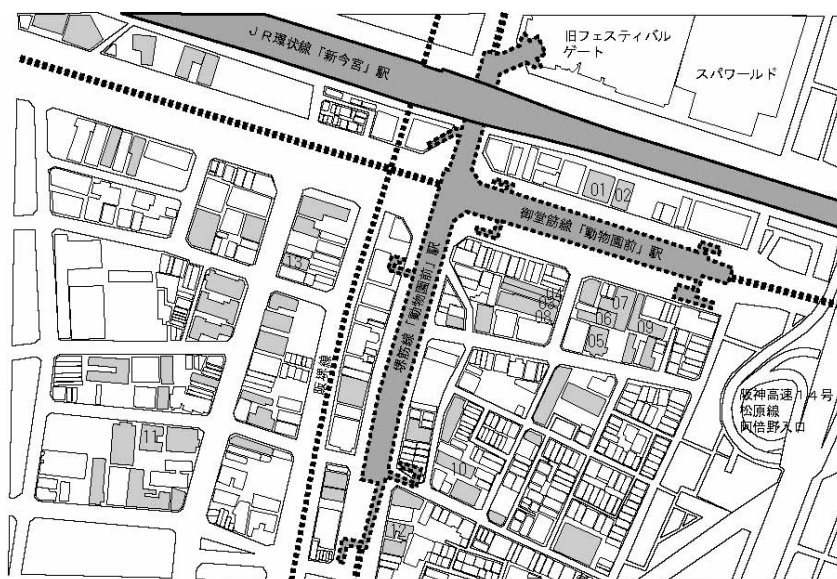 JR環状線「新今宮」駅
旧フェスティバル
ゲート
スパワールド
01
02
御堂筋線「動物園前」駅
堺筋線「動物園前」駅
阪堺線
13
03
08
07
06
09
05
阪神高速14号
松原線
阿倍野入口
11
10
12